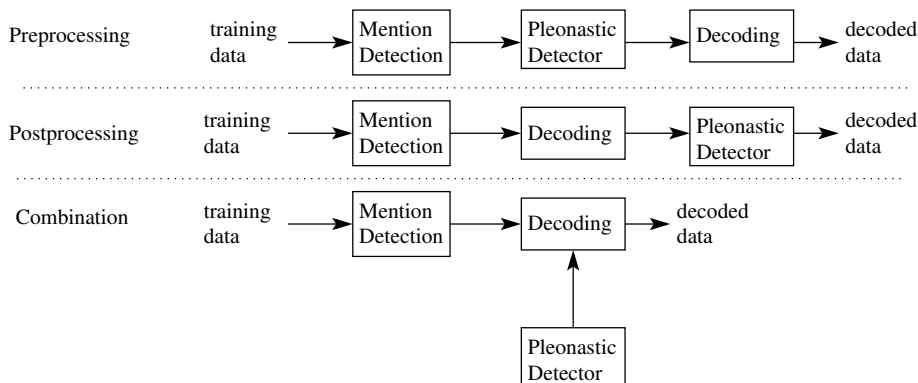 Preprocessing
training
data
Mention
Detection
Pleonastic
Detector
Decoding
decoded
data
Postprocessing
training
data
Mention
Detection
Decoding
Pleonastic
Detector
decoded
data
Combination
training
data
Mention
Detection
Decoding
decoded
data
Pleonastic
Detector